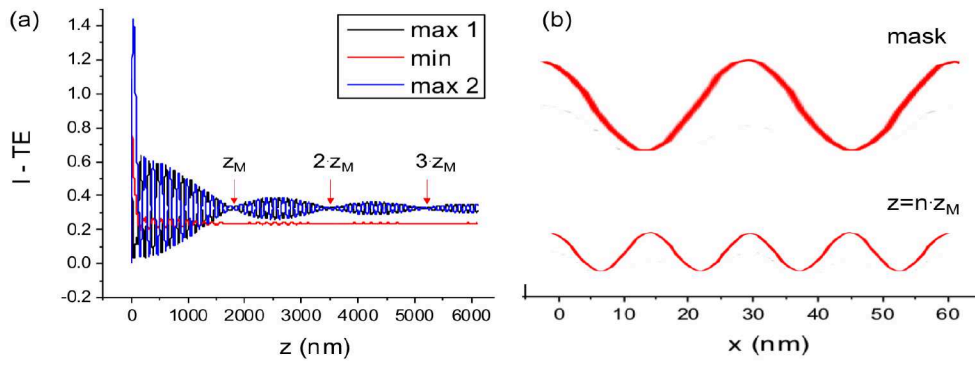 (a)
I - TE
1.4
1.2
1.0
0.8
0.6
0.4
0.2
0.0
-0.2
max 1
min
max 2
z_M
2·z_M
3·z_M
0 1000 2000 3000 4000 5000 6000
z (nm)
(b)
mask
z=n·z_M
0 10 20 30 40 50 60
x (nm)